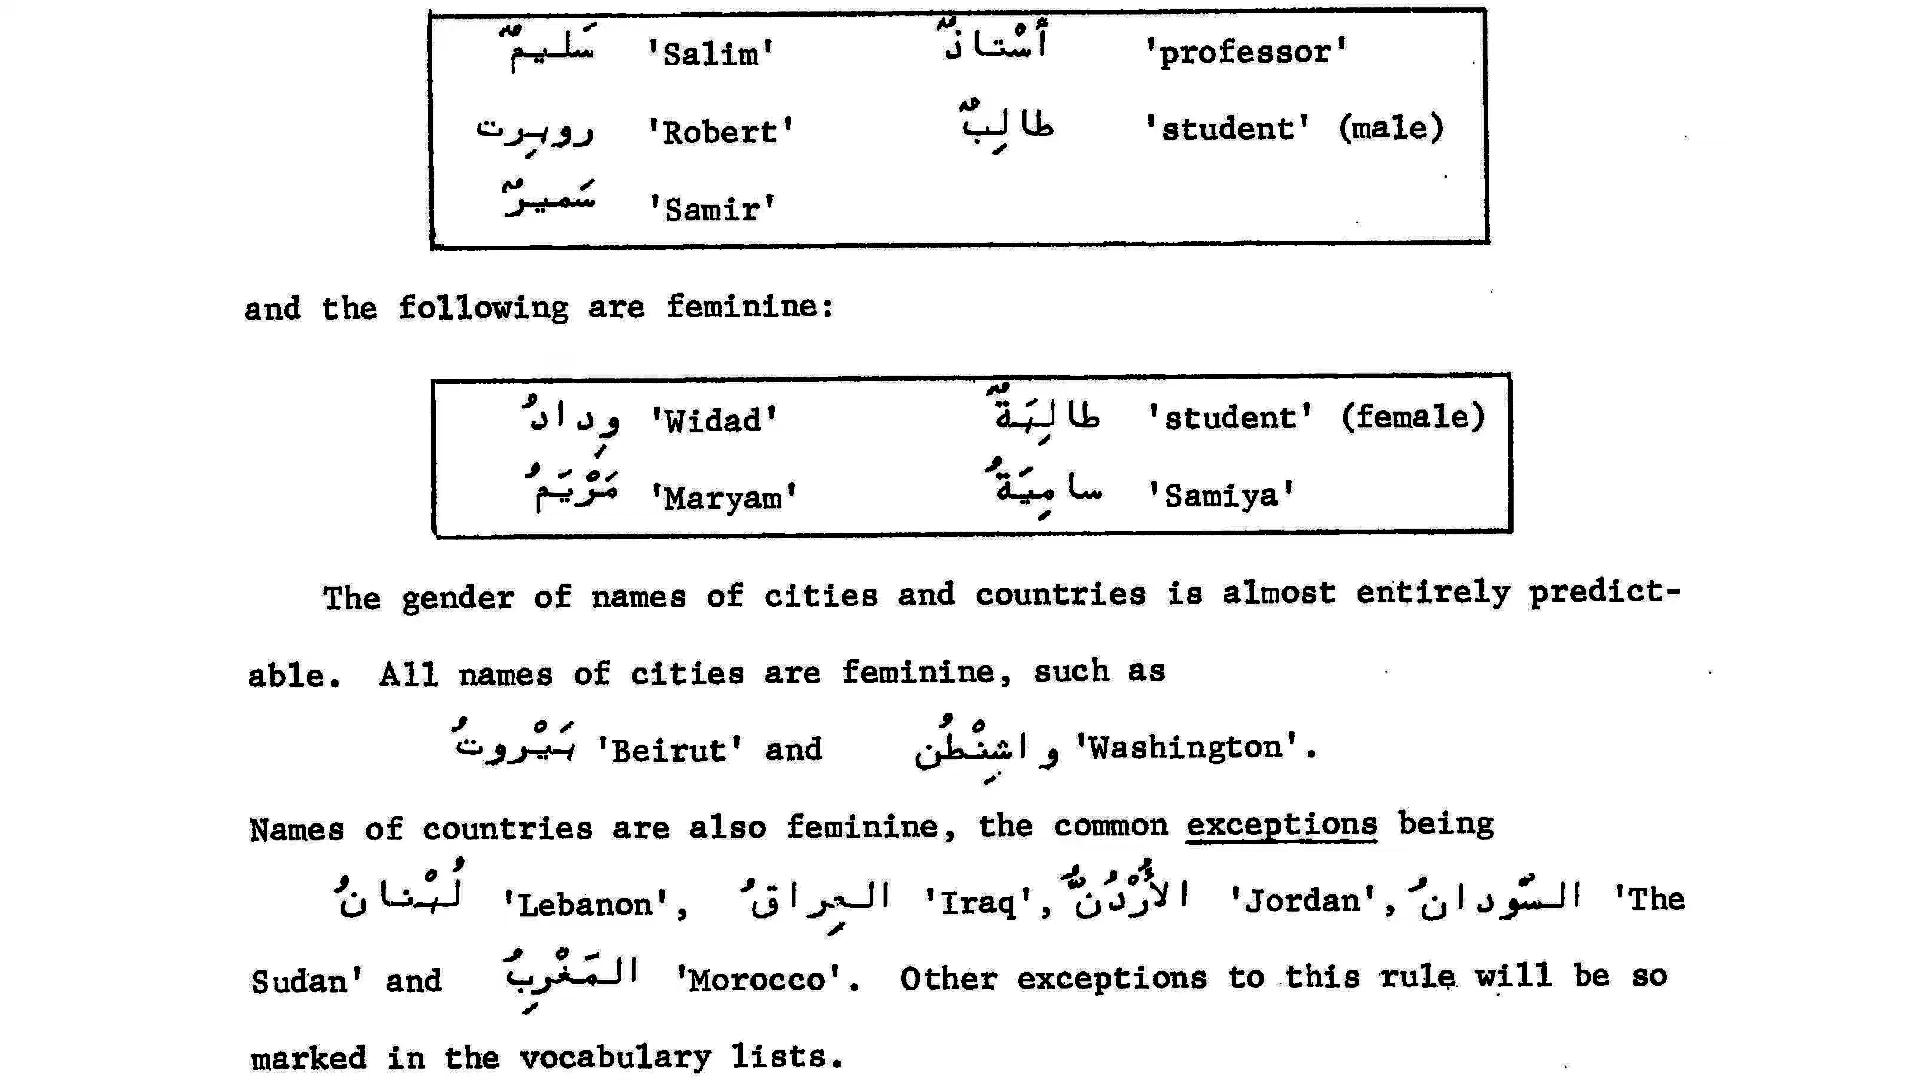 سَليمٌ 'Salim' أُسْتاذٌ 'professor'
روبِرت 'Robert' طالِبٌ 'student' (male)
سَميرٌ 'Samir'
and the following are feminine:
وِدادُ 'Widad' طالِبَةٌ 'student' (female)
مَرْيَمُ 'Maryam' سامِيَةُ 'Samiya'
The gender of names of cities and countries is almost entirely predict-
able. All names of cities are feminine, such as
بَيْروتُ 'Beirut' and واشِنْطُن 'Washington'.
Names of countries are also feminine, the common exceptions being
لُبْنانُ 'Lebanon', العِراقُ 'Iraq', الأُرْدُنُّ 'Jordan', السّودانُ 'The
Sudan' and المَغْرِبُ 'Morocco'. Other exceptions to this rule will be so
marked in the vocabulary lists.